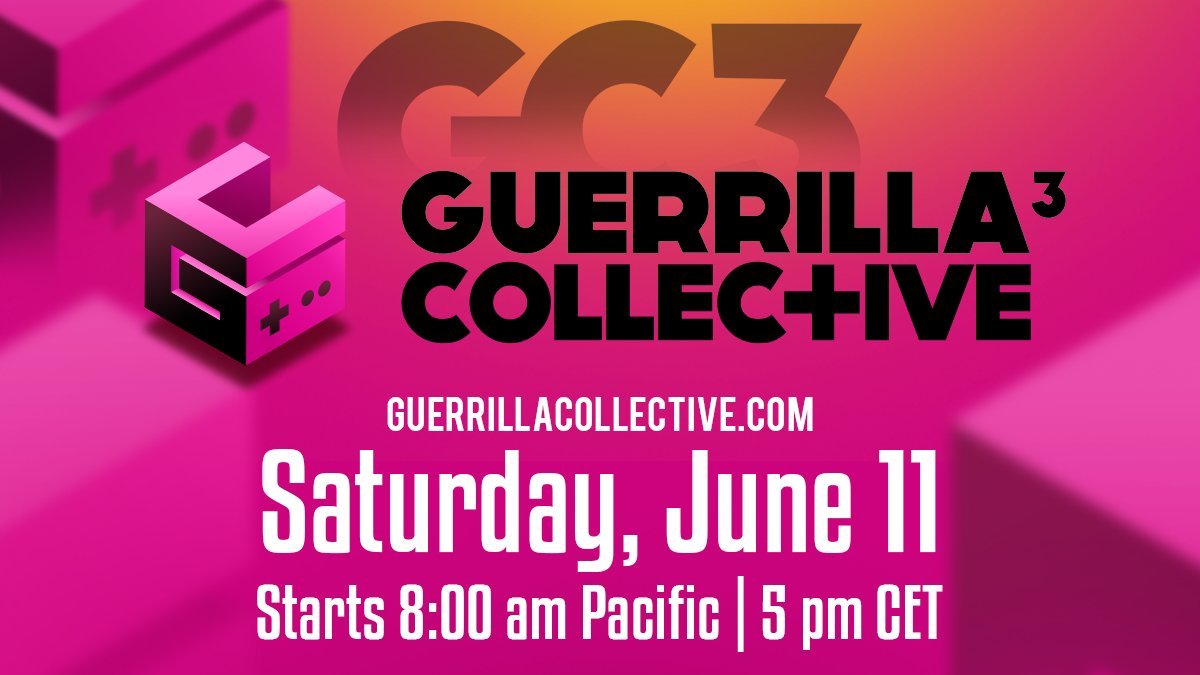 GC3
GUERRILLA³
COLLECTIVE
GUERRILLACOLLECTIVE.COM
Saturday, June 11
Starts 8:00 am Pacific | 5 pm CET